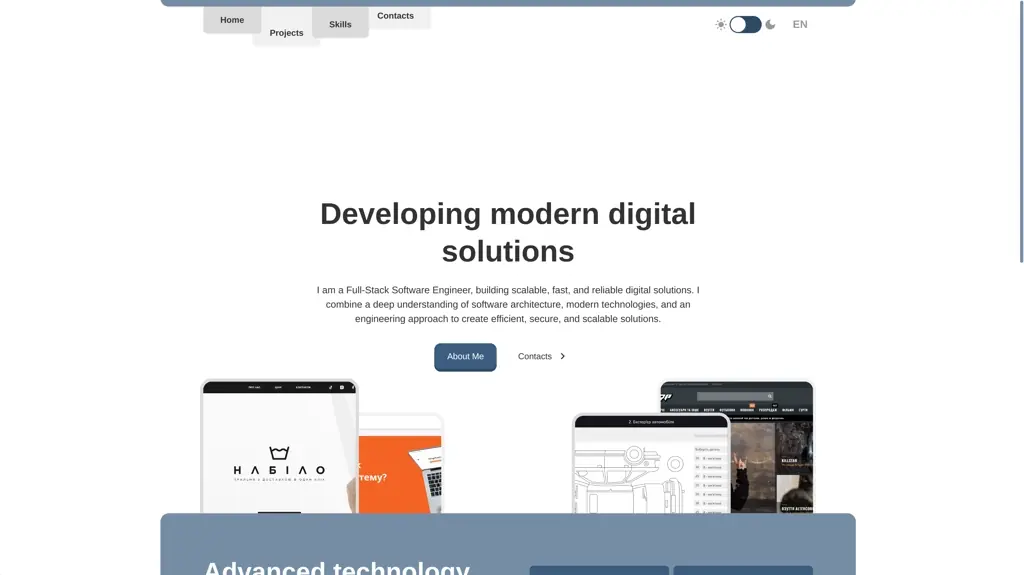 Home
Projects
Skills
Contacts
EN
Developing modern digital
solutions
I am a Full-Stack Software Engineer, building scalable, fast, and reliable digital solutions. I
combine a deep understanding of software architecture, modern technologies, and an
engineering approach to create efficient, secure, and scalable solutions.
About Me
Contacts
НАБІЛО
тему?
Advanced technology